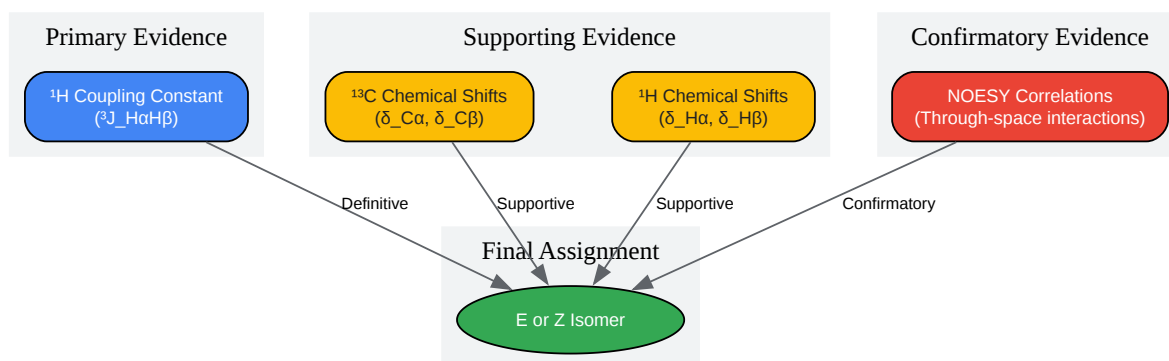 Primary Evidence
Supporting Evidence
Confirmatory Evidence
¹H Coupling Constant
(³J_HαHβ)
¹³C Chemical Shifts
(δ_Cα, δ_Cβ)
¹H Chemical Shifts
(δ_Hα, δ_Hβ)
NOESY Correlations
(Through-space interactions)
Definitive
Supportive
Supportive
Confirmatory
Final Assignment
E or Z Isomer